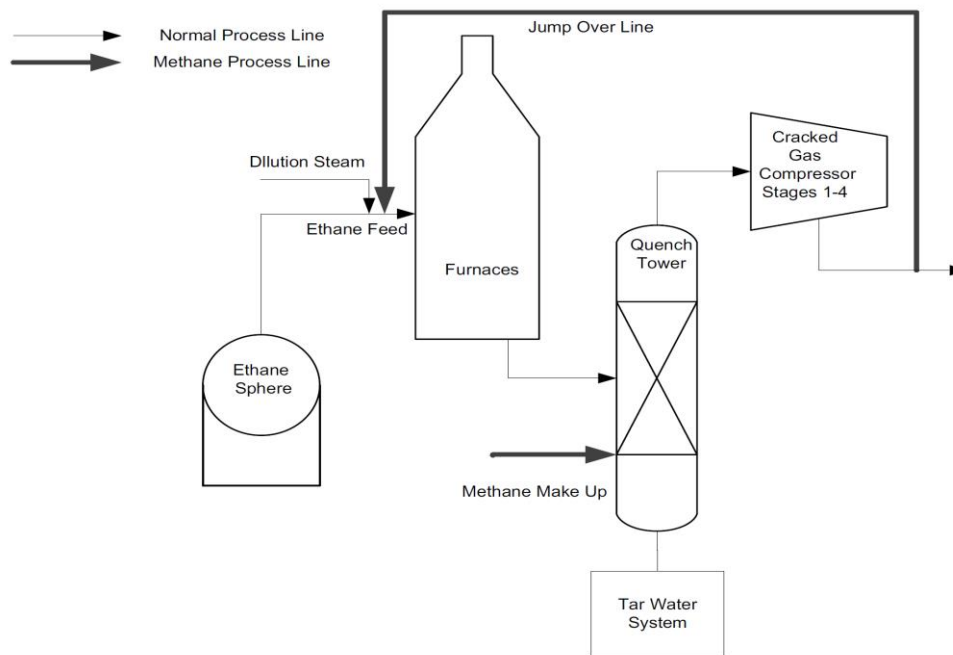 Normal Process Line
Methane Process Line
Jump Over Line
Cracked
Gas
Compressor
Stages 1-4
DIlution Steam
Ethane Feed
Quench
Tower
Furnaces
Ethane
Sphere
Methane Make Up
Tar Water
System